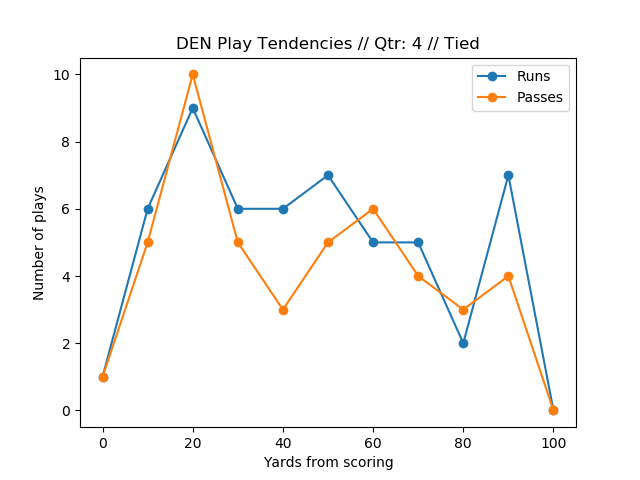 DEN Play Tendencies // Qtr: 4 // Tied
Runs
Passes
Number of plays
10
8
6
4
2
0
0 20 40 60 80 100
Yards from scoring